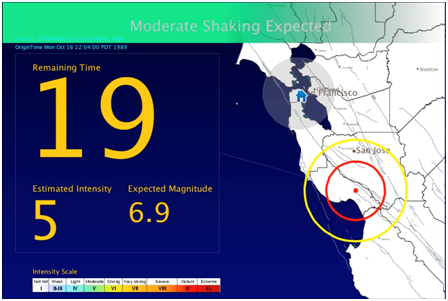 Moderate Shaking Expected
OriginTime Mon Oct 16 22:04:00 PDT 1989
Remaining Time
19
Estimated Intensity
Expected Magnitude
5
6.9
Stockton
Francisco
San Jose
Intensity Scale
Not felt Weak Light Moderate Strong Very strong Severe Violent Extreme
I II-III IV V VI VII VIII